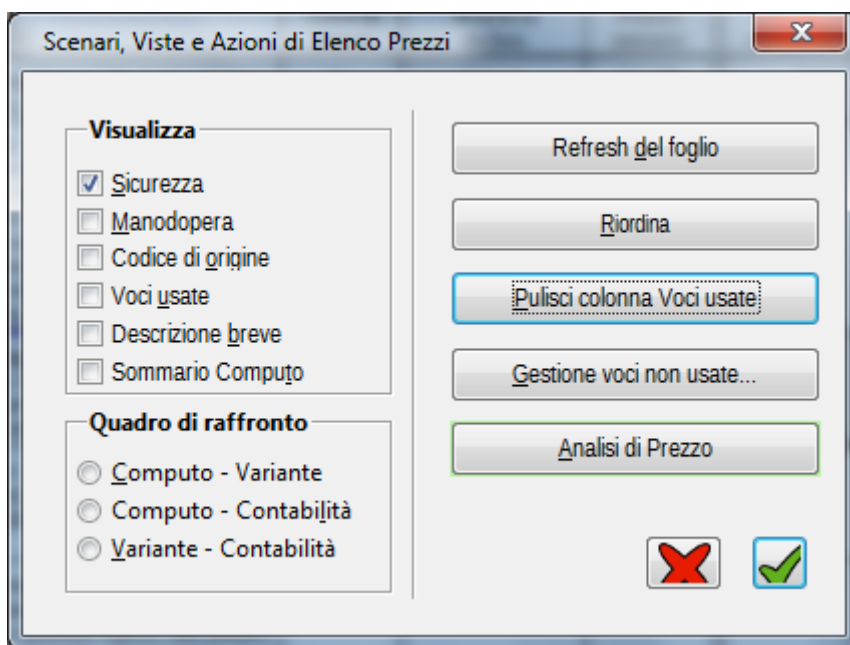 Scenari, Viste e Azioni di Elenco Prezzi
Visualizza
Sicurezza
Manodopera
Codice di origine
Voci usate
Descrizione breve
Sommario Computo
Quadro di raffronto
Computo - Variante
Computo - Contabilità
Variante - Contabilità
Refresh del foglio
Riordina
Pulisci colonna Voci usate
Gestione voci non usate...
Analisi di Prezzo